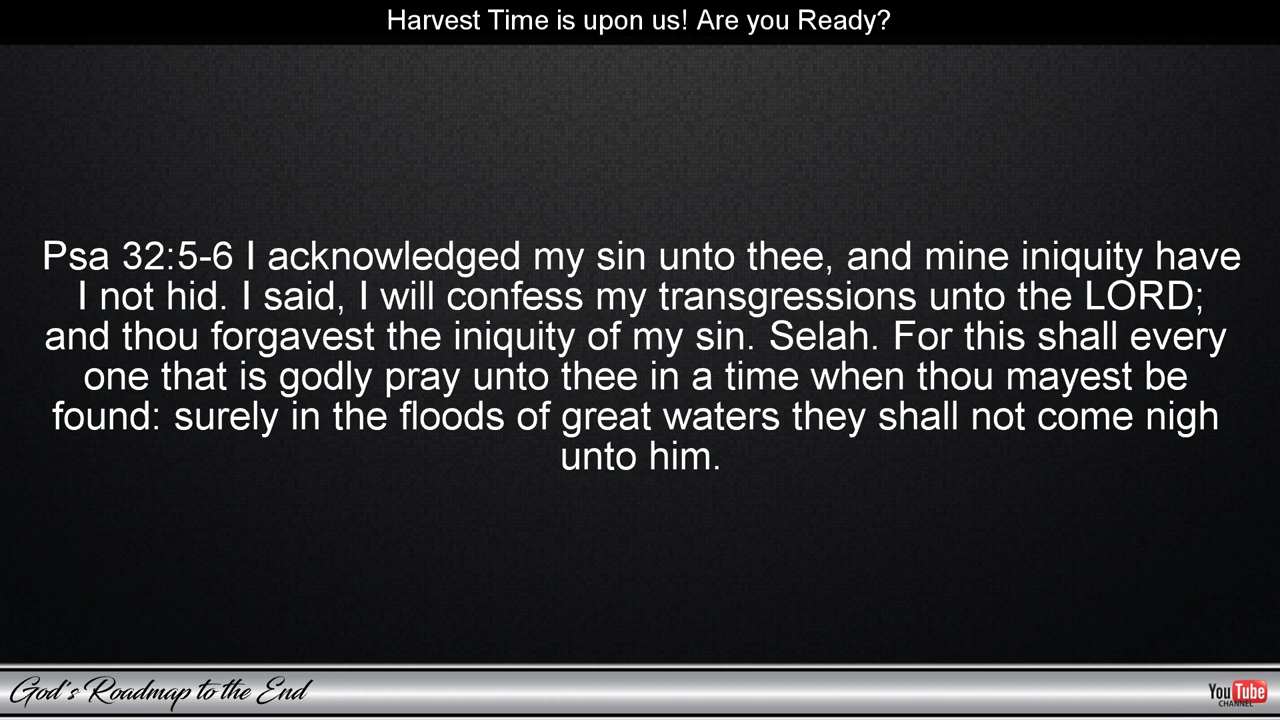 Harvest Time is upon us! Are you Ready?
Psa 32:5-6 I acknowledged my sin unto thee, and mine iniquity have
I not hid. I said, I will confess my transgressions unto the LORD;
and thou forgavest the iniquity of my sin. Selah. For this shall every
one that is godly pray unto thee in a time when thou mayest be
found: surely in the floods of great waters they shall not come nigh
unto him.
God's Roadmap to the End
YouTube
CHANNEL